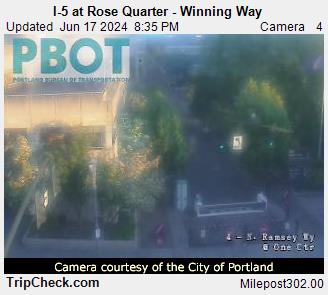 I-5 at Rose Quarter - Winning Way
Updated Jun 17 2024 8:35 PM Camera 4
PBOT
PORTLAND BUREAU OF TRANSPORTATION
4 - N. Ramsey Wy
@ One Ctr
Camera courtesy of the City of Portland
TripCheck.com Milepost302.00